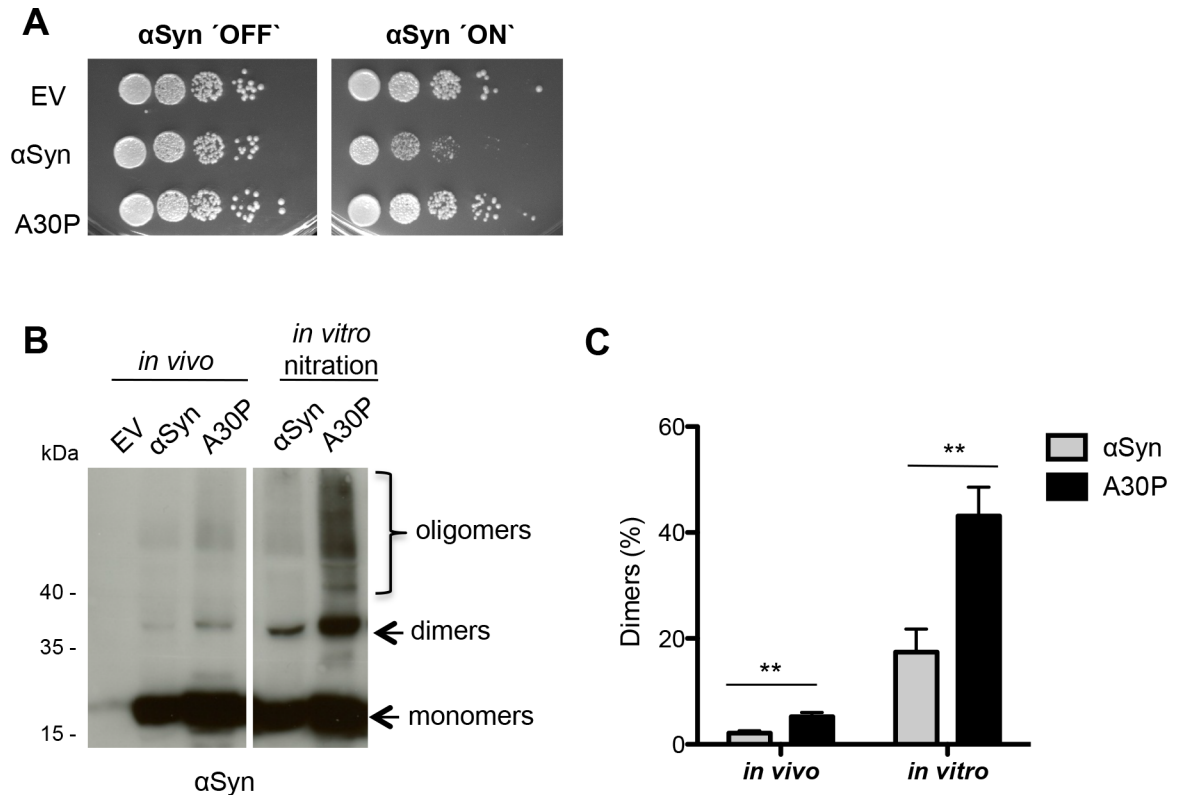 A
αSyn ´OFF`
αSyn ´ON`
EV
αSyn
A30P
B
in vivo
in vitro
nitration
EV
αSyn
A30P
αSyn
A30P
kDa
40 -
35 -
15 -
oligomers
dimers
monomers
αSyn
C
Dimers (%)
60
40
20
0
**
**
in vivo
in vitro
αSyn
A30P